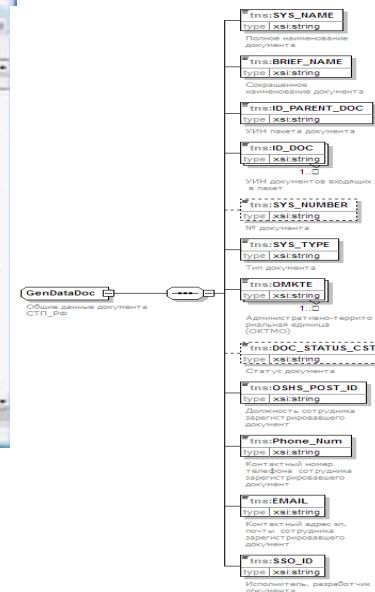 tns:SYS_NAME
type xsi:string
Полное наименование
документа
tns:BRIEF_NAME
type xsi:string
Сокращенное
наименование документа
tns:ID_PARENT_DOC
type xsi:string
УИН пакета документа
tns:ID_DOC
type xsi:string
1..□
УИН документов входящих
в пакет
tns:SYS_NUMBER
type xsi:string
№ документа
tns:SYS_TYPE
type xsi:string
Тип документа
GenDataDoc
Общие данные документа
СТП_РФ
tns:OMKTE
type xsi:string
1..□
Административно-террито
риальная единица
(ОКТМО)
tns:DOC_STATUS_CST
type xsi:string
Статус документа
tns:OSHS_POST_ID
type xsi:string
Должность сотрудника
зарегистрировавшего
документ
tns:Phone_Num
type xsi:string
Контактный номер
телефона сотрудника
зарегистрировавшего
документ
tns:EMAIL
type xsi:string
Контактный адрес эл.
почты сотрудника
зарегистрировавшего
документ
tns:SSO_ID
type xsi:string
Исполнитель, разработчик
документа